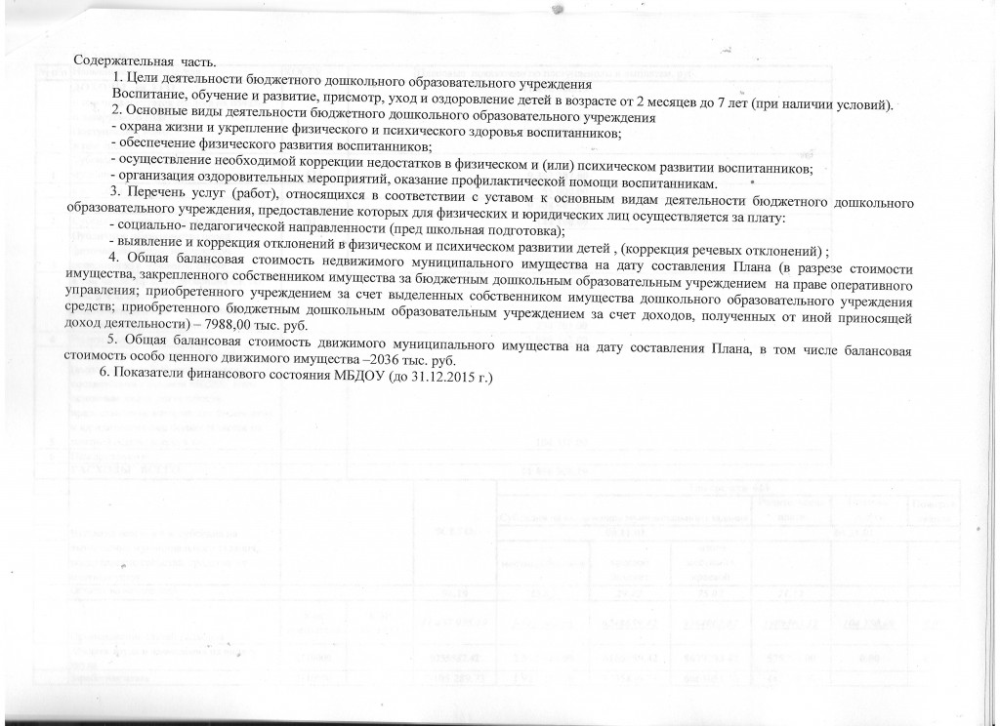 Содержательная часть.
1. Цели деятельности бюджетного дошкольного образовательного учреждения
Воспитание, обучение и развитие, присмотр, уход и оздоровление детей в возрасте от 2 месяцев до 7 лет (при наличии условий).
2. Основные виды деятельности бюджетного дошкольного образовательного учреждения
- охрана жизни и укрепление физического и психического здоровья воспитанников;
- обеспечение физического развития воспитанников;
- осуществление необходимой коррекции недостатков в физическом и (или) психическом развитии воспитанников;
- организация оздоровительных мероприятий, оказание профилактической помощи воспитанникам.
3. Перечень услуг (работ), относящихся в соответствии с уставом к основным видам деятельности бюджетного дошкольного
образовательного учреждения, предоставление которых для физических и юридических лиц осуществляется за плату:
- социально- педагогической направленности (пред школьная подготовка);
- выявление и коррекция отклонений в физическом и психическом развитии детей , (коррекция речевых отклонений) ;
4. Общая балансовая стоимость недвижимого муниципального имущества на дату составления Плана (в разрезе стоимости
имущества, закрепленного собственником имущества за бюджетным дошкольным образовательным учреждением на праве оперативного
управления; приобретенного учреждением за счет выделенных собственником имущества дошкольного образовательного учреждения
средств; приобретенного бюджетным дошкольным образовательным учреждением за счет доходов, полученных от иной приносящей
доход деятельности) – 7988,00 тыс. руб.
5. Общая балансовая стоимость движимого муниципального имущества на дату составления Плана, в том числе балансовая
стоимость особо ценного движимого имущества –2036 тыс. руб.
6. Показатели финансового состояния МБДОУ (до 31.12.2015 г.)